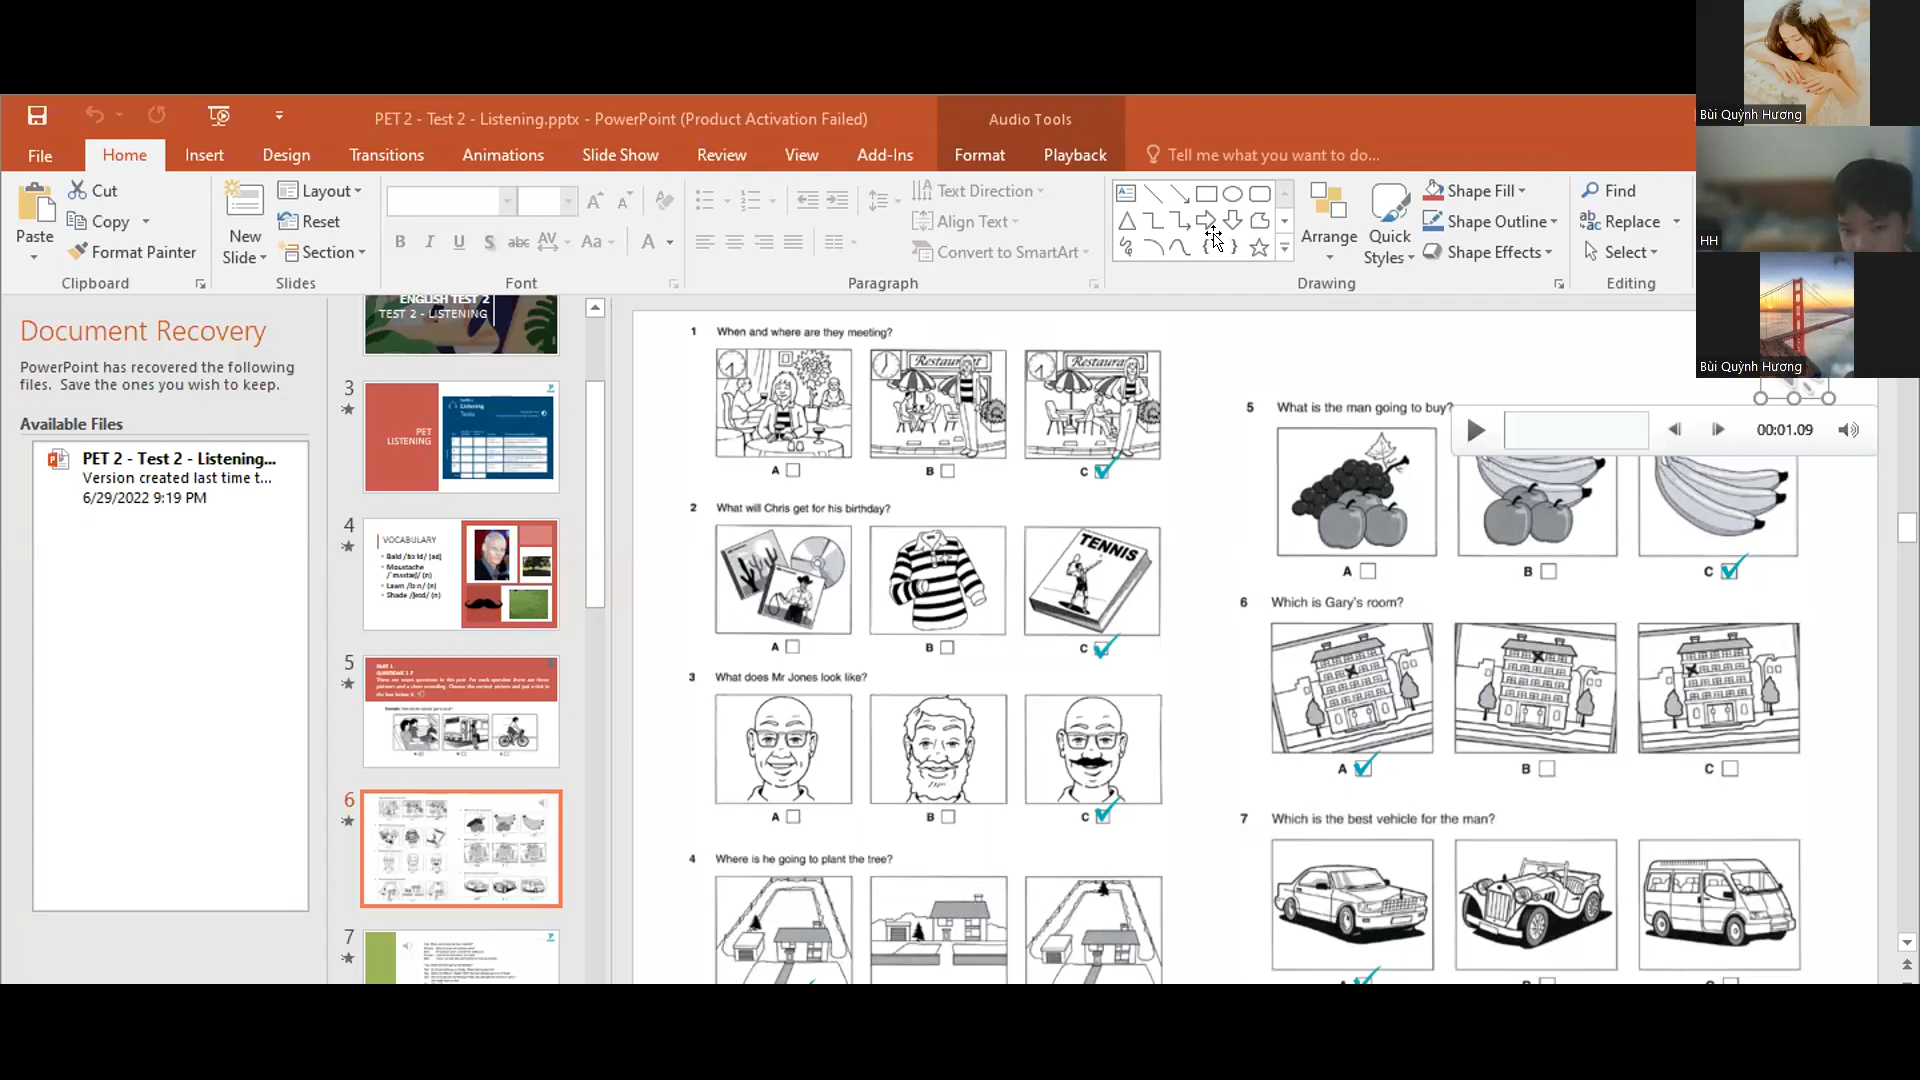 PET 2 - Test 2 - Listening.pptx - PowerPoint (Product Activation Failed)
Audio Tools
File
Home
Insert
Design
Transitions
Animations
Slide Show
Review
View
Add-Ins
Format
Playback
Tell me what you want to do...
Paste
Cut
Copy
Format Painter
Clipboard
New
Slide
Layout
Reset
Section
Slides
Font
Text Direction
Align Text
Convert to SmartArt
Paragraph
Arrange
Quick
Styles
Shape Fill
Shape Outline
Shape Effects
Drawing
Find
Replace
Select
Editing
Bùi Quỳnh Hương
HH
Bùi Quỳnh Hương
Document Recovery
PowerPoint has recovered the following
files. Save the ones you wish to keep.
Available Files
PET 2 - Test 2 - Listening...
Version created last time t...
6/29/2022 9:19 PM
ENGLISH TEST 2
TEST 2 - LISTENING
3
PET
LISTENING
Listening
4
VOCABULARY
5
6
7
1 When and where are they meeting?
Restaurant
Restaura
A
B
C
2 What will Chris get for his birthday?
TENNIS
A
B
C
3 What does Mr Jones look like?
A
B
C
4 Where is he going to plant the tree?
5 What is the man going to buy?
00:01.09
A
B
C
6 Which is Gary's room?
A
B
C
7 Which is the best vehicle for the man?